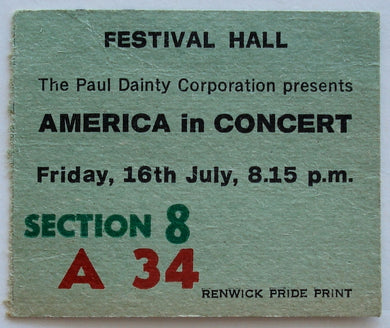 FESTIVAL HALL
The Paul Dainty Corporation presents
AMERICA in CONCERT
Friday, 16th July, 8.15 p.m.
SECTION 8
A 34
RENWICK PRIDE PRINT